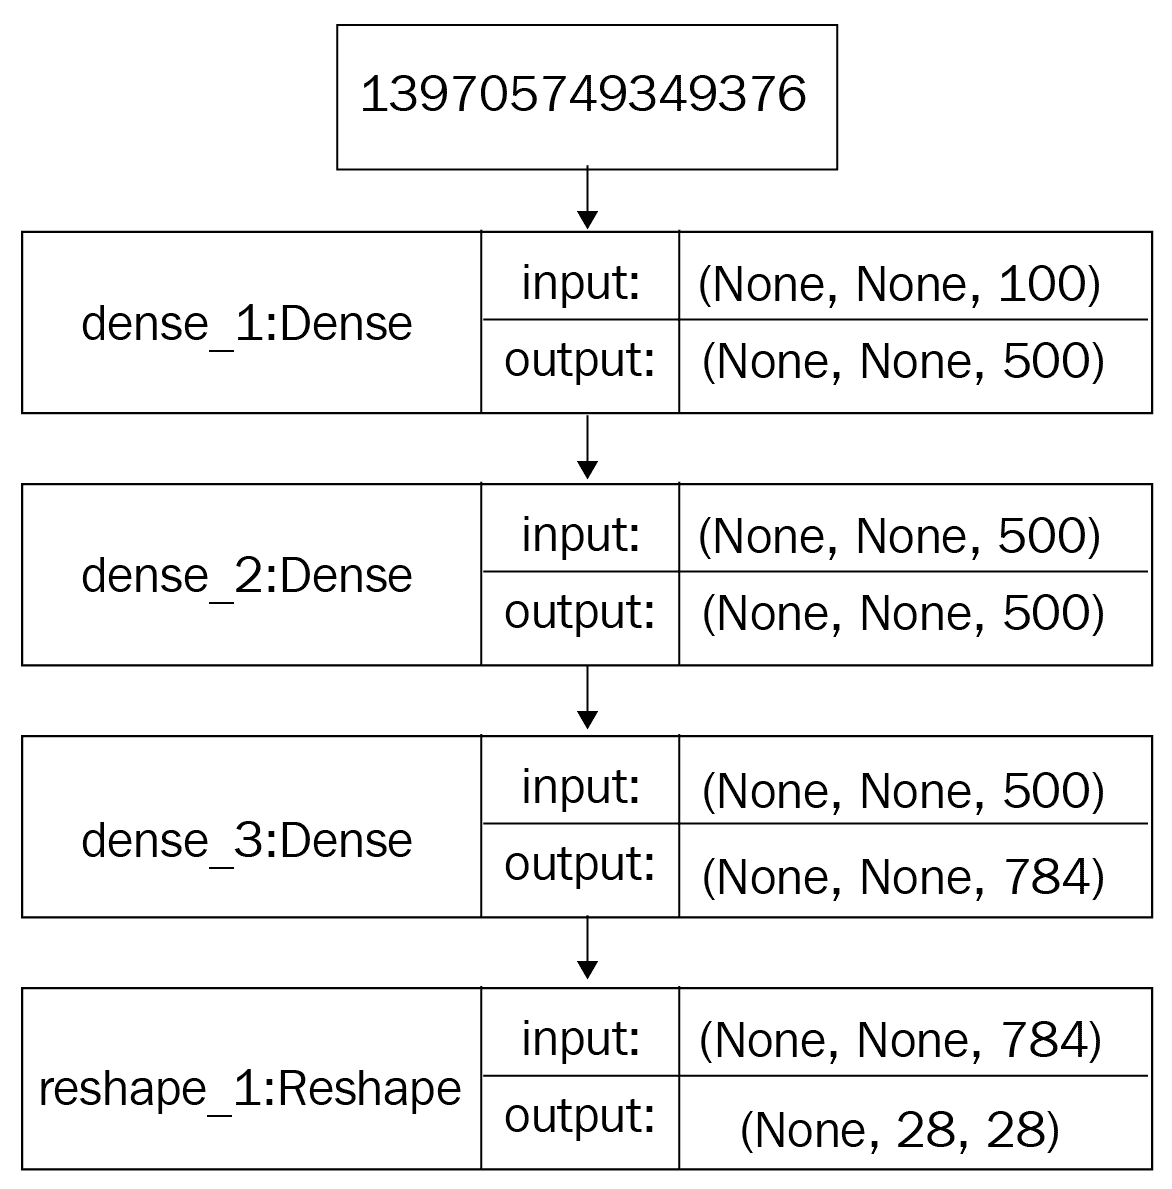 139705749349376
dense_1:Dense
input:
(None, None, 100)
output:
(None, None, 500)
dense_2:Dense
input:
(None, None, 500)
output:
(None, None, 500)
dense_3:Dense
input:
(None, None, 500)
output:
(None, None, 784)
reshape_1:Reshape
input:
(None, None, 784)
output:
(None, 28, 28)